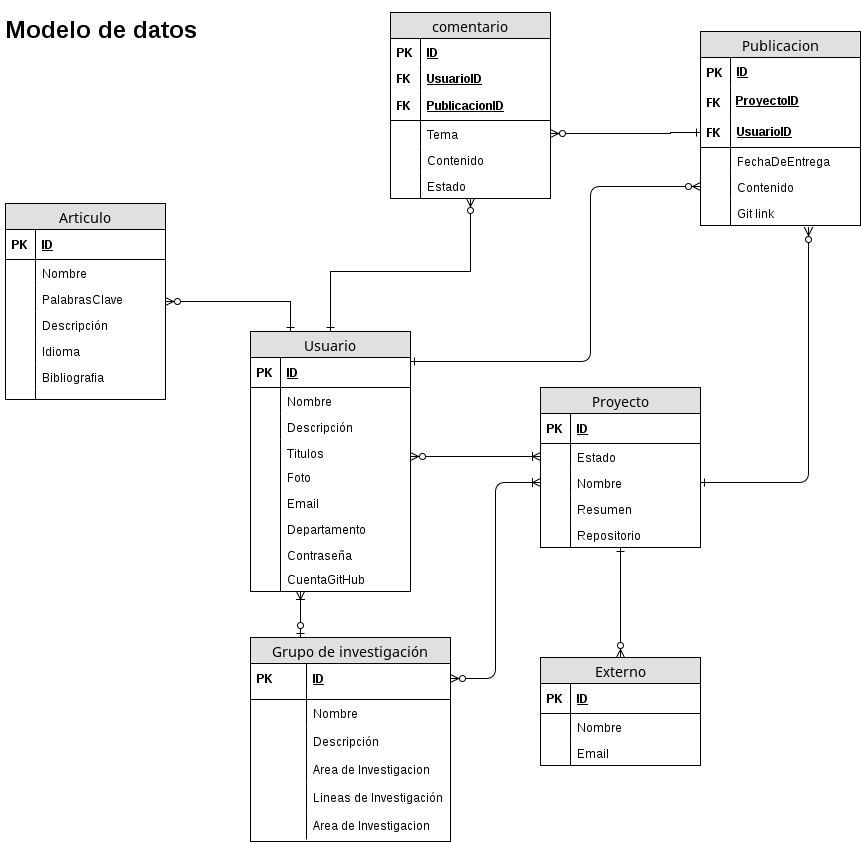 Modelo de datos
comentario
PK ID
FK UsuarioID
FK PublicacionID
Tema
Contenido
Estado
Publicacion
PK ID
FK ProyectoID
FK UsuarioID
FechaDeEntrega
Contenido
Git link
Articulo
PK ID
Nombre
PalabrasClave
Descripción
Idioma
Bibliografia
Usuario
PK ID
Nombre
Descripción
Titulos
Foto
Email
Departamento
Contraseña
CuentaGitHub
Proyecto
PK ID
Estado
Nombre
Resumen
Repositorio
Grupo de investigación
PK ID
Nombre
Descripción
Area de Investigacion
Lineas de Investigación
Area de Investigacion
Externo
PK ID
Nombre
Email